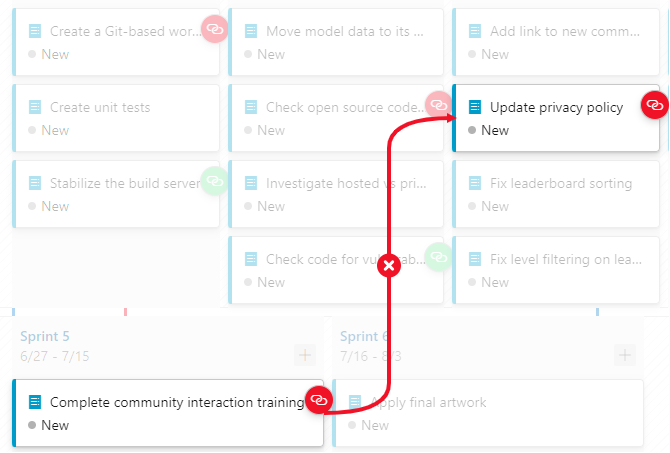 Create a Git-based wor...
New
Move model data to its ...
New
Add link to new comm...
New
Create unit tests
New
Check open source code...
New
Update privacy policy
New
Stabilize the build server
New
Investigate hosted vs pri...
New
Fix leaderboard sorting
New
Check code for vulnerab...
New
Fix level filtering on lea...
New
Sprint 5
6/27 - 7/15
Sprint 6
7/16 - 8/3
Complete community interaction training
New
Apply final artwork
New